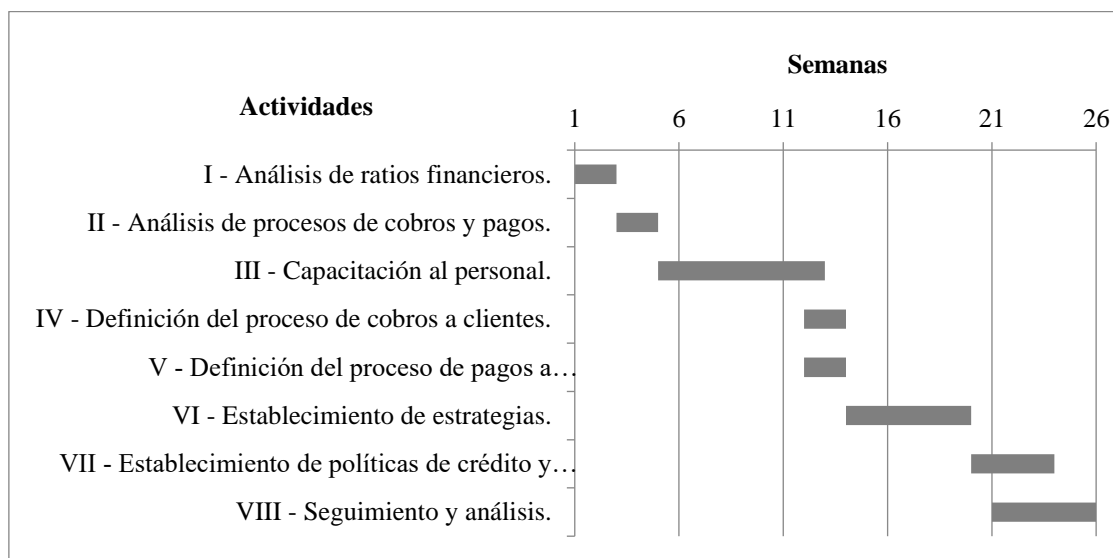 Semanas
Actividades
1 6 11 16 21 26
I - Análisis de ratios financieros.
II - Análisis de procesos de cobros y pagos.
III - Capacitación al personal.
IV - Definición del proceso de cobros a clientes.
V - Definición del proceso de pagos a…
VI - Establecimiento de estrategias.
VII - Establecimiento de políticas de crédito y…
VIII - Seguimiento y análisis.